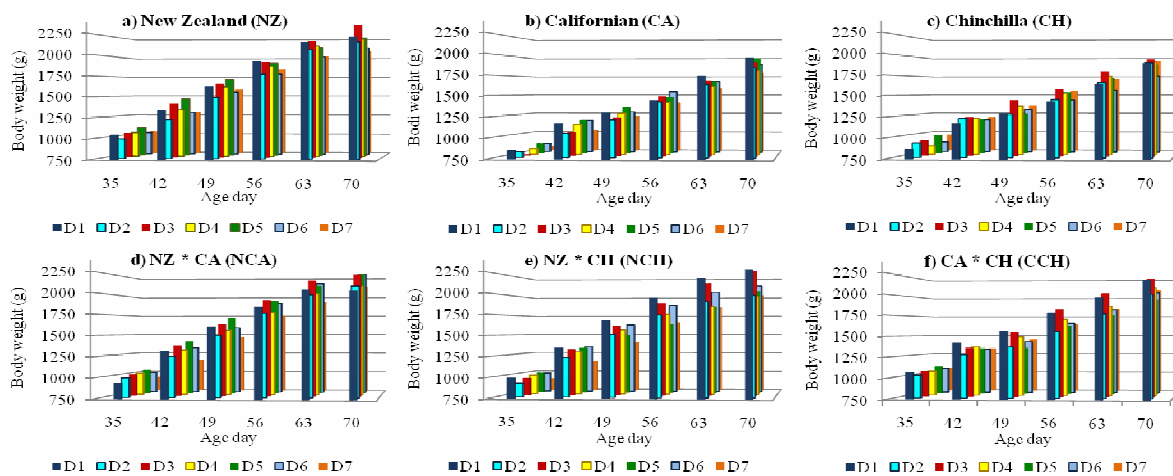 a) New Zealand (NZ)
Body weight (g)
2250
2000
1750
1500
1250
1000
750
35 42 49 56 63 70
Age day
D1 D2 D3 D4 D5 D6 D7
b) Californian (CA)
Bodi weight (g)
2250
2000
1750
1500
1250
1000
750
35 42 49 56 63 70
Age day
D1 D2 D3 D4 D5 D6 D7
c) Chinchilla (CH)
Body weight (g)
2250
2000
1750
1500
1250
1000
750
35 42 49 56 63 70
Age day
D1 D2 D3 D4 D5 D6 D7
d) NZ * CA (NCA)
Body weight (g)
2250
2000
1750
1500
1250
1000
750
35 42 49 56 63 70
Age day
D1 D2 D3 D4 D5 D6 D7
e) NZ * CH (NCH)
Body weight (g)
2250
2000
1750
1500
1250
1000
750
35 42 49 56 63 70
Age day
D1 D2 D3 D4 D5 D6 D7
f) CA * CH (CCH)
Body weight (g)
2250
2000
1750
1500
1250
1000
750
35 42 49 56 63 70
Age day
D1 D2 D3 D4 D5 D6 D7